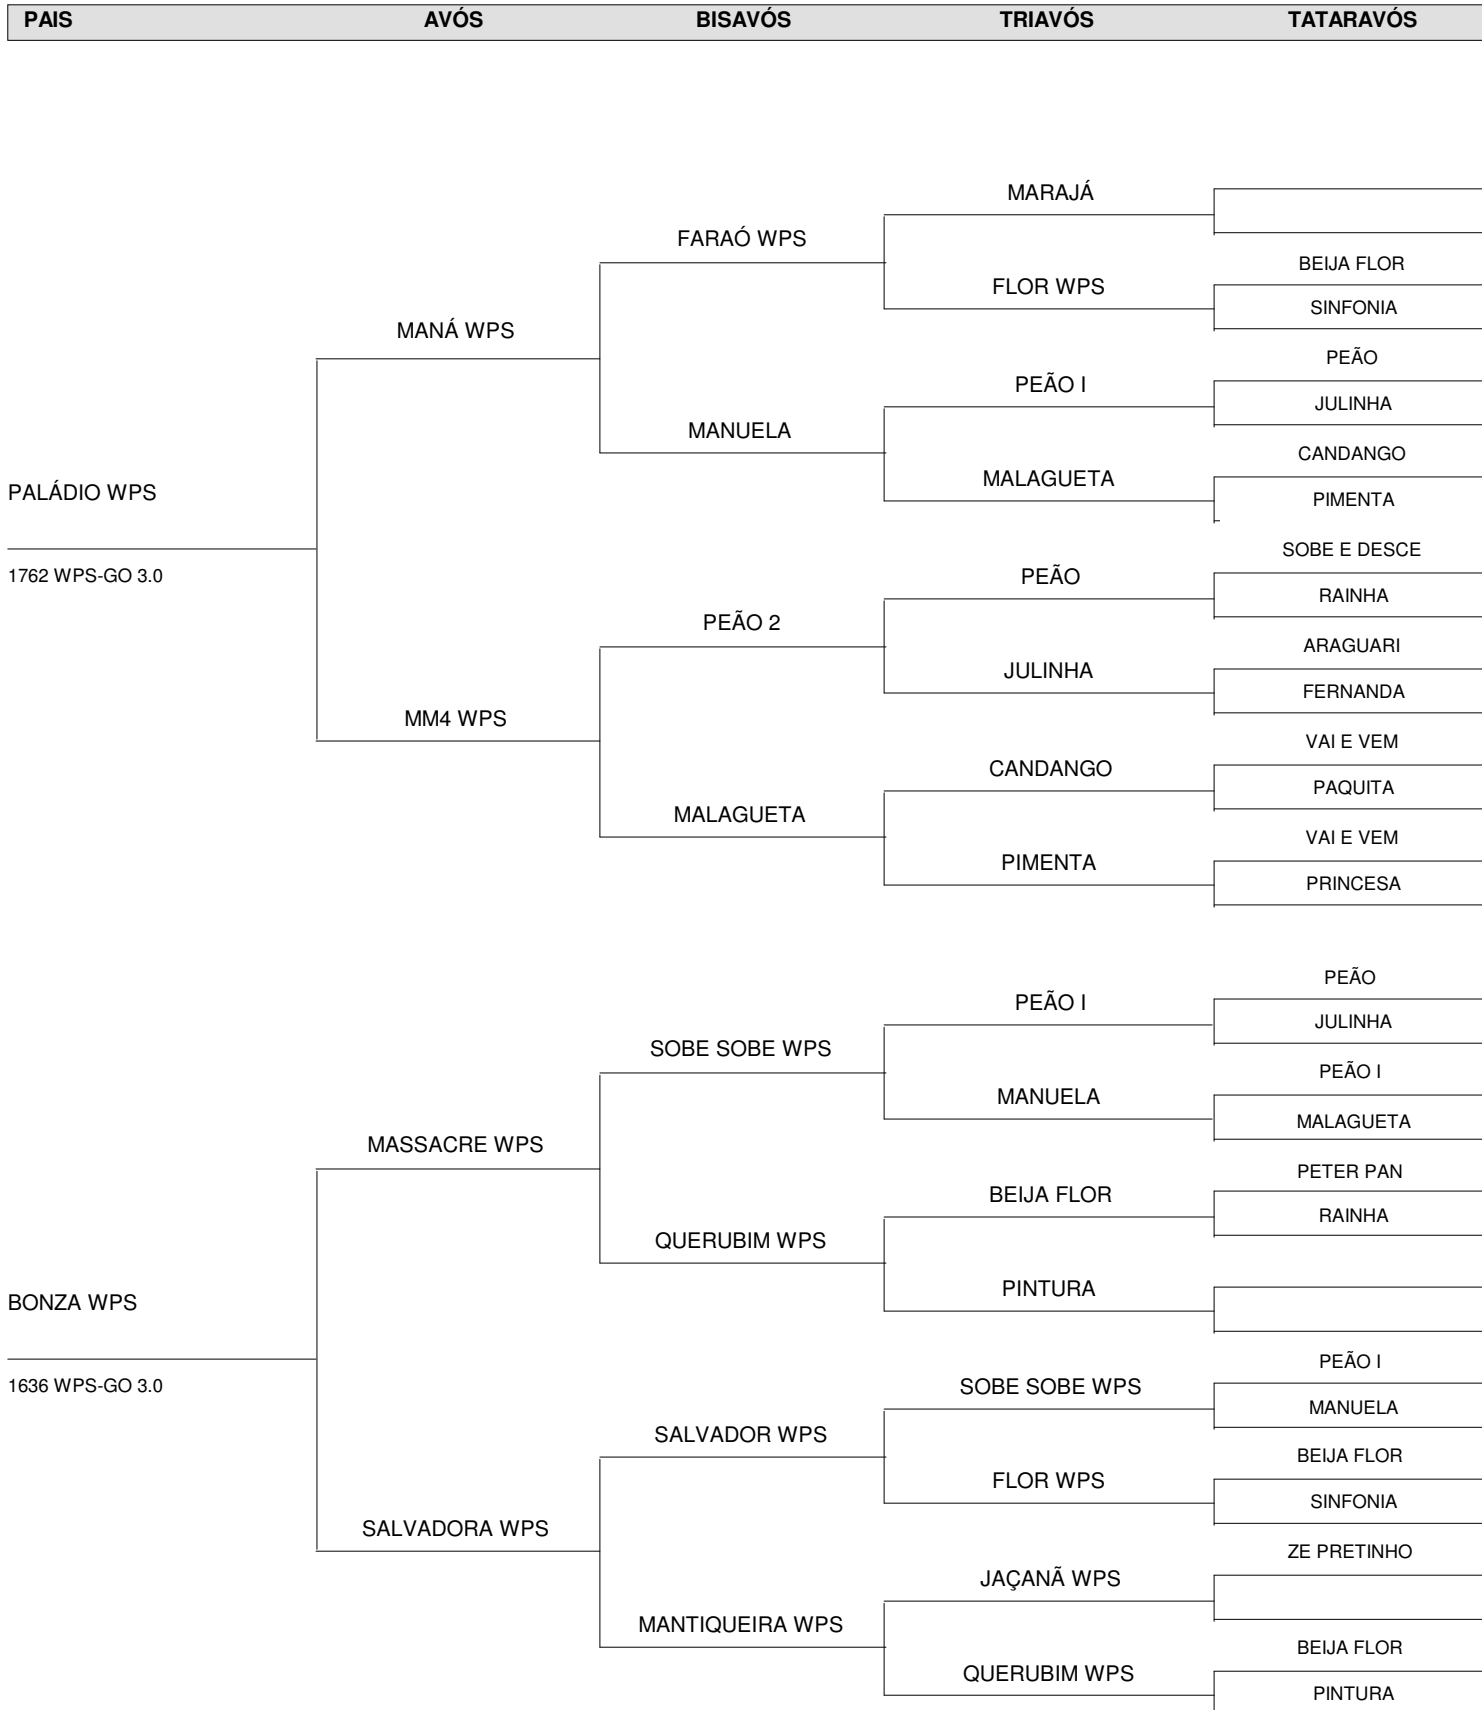 PAIS AVÓS BISAVÓS TRIAVÓS TATARAVÓS
MARAJÁ
FARAÓ WPS
BEIJA FLOR
FLOR WPS
SINFONIA
MANÁ WPS
PEÃO
PEÃO I
JULINHA
MANUELA
CANDANGO
MALAGUETA
PIMENTA
PALÁDIO WPS
SOBE E DESCE
1762 WPS-GO 3.0
PEÃO
RAINHA
PEÃO 2
ARAGUARI
JULINHA
FERNANDA
MM4 WPS
VAI E VEM
CANDANGO
PAQUITA
MALAGUETA
VAI E VEM
PIMENTA
PRINCESA
PEÃO
PEÃO I
JULINHA
SOBE SOBE WPS
PEÃO I
MANUELA
MALAGUETA
MASSACRE WPS
PETER PAN
BEIJA FLOR
RAINHA
QUERUBIM WPS
PINTURA
BONZA WPS
PEÃO I
1636 WPS-GO 3.0
SOBE SOBE WPS
MANUELA
SALVADOR WPS
BEIJA FLOR
FLOR WPS
SINFONIA
SALVADORA WPS
ZE PRETINHO
JAÇANÃ WPS
MANTIQUEIRA WPS
BEIJA FLOR
QUERUBIM WPS
PINTURA